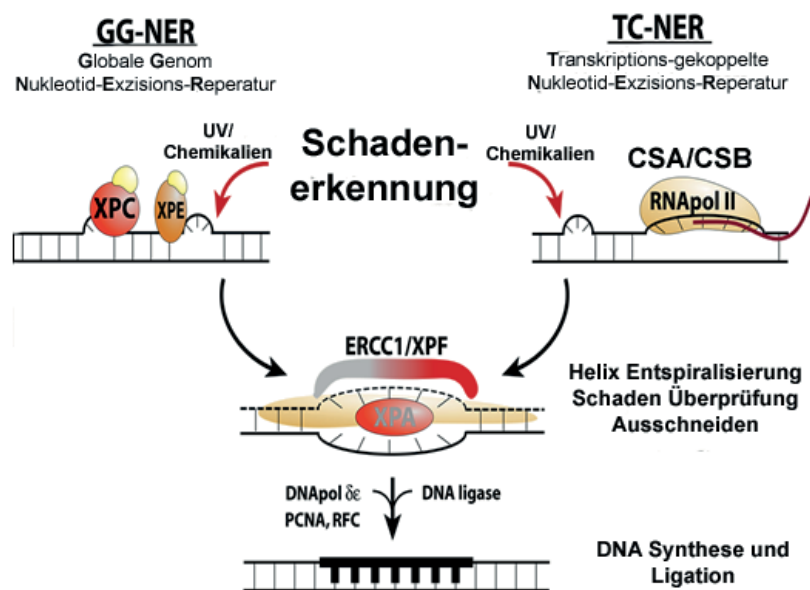 GG-NER
Globale Genom
Nukleotid-Exzisions-Reperatur
TC-NER
Transkriptions-gekoppelte
Nukleotid-Exzisions-Reperatur
UV/
Chemikalien
Schaden-
erkennung
UV/
Chemikalien
CSA/CSB
XPC
XPE
RNApol II
ERCC1/XPF
XPA
Helix Entspiralisierung
Schaden Überprüfung
Ausschneiden
DNApol δε
PCNA, RFC
DNA ligase
DNA Synthese und
Ligation